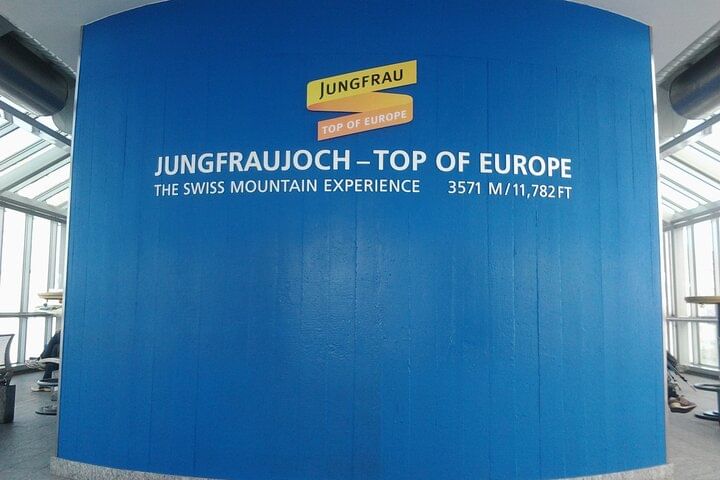 JUNGFRAU
TOP OF EUROPE
JUNGFRAUJOCH – TOP OF EUROPE
THE SWISS MOUNTAIN EXPERIENCE 3571 M/11,782 FT